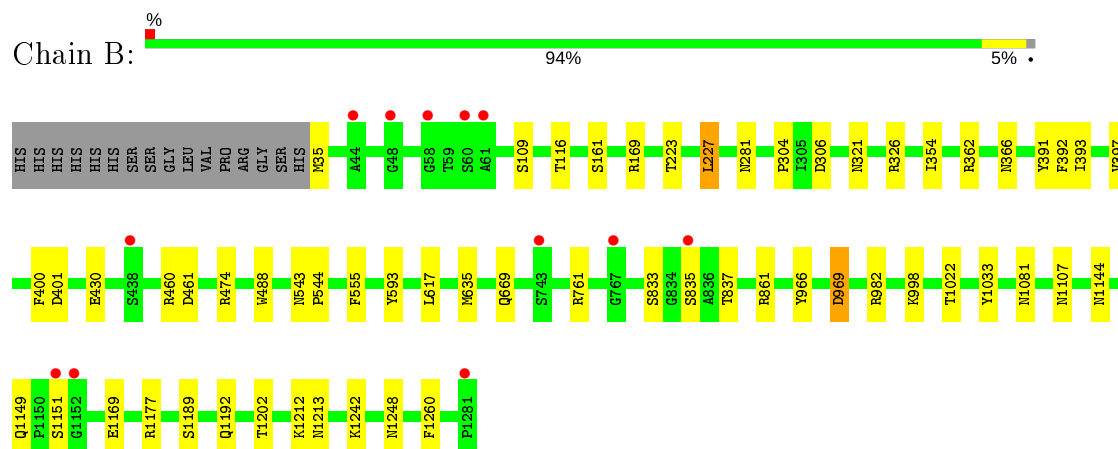 %
Chain B:
94%
5%
HIS HIS HIS HIS HIS HIS SER SER GLY LEU VAL PRO ARG GLY SER HIS M35 A44 G48 G58 T59 S60 A61 S109 T116 S161 R169 T223 L227 N281 P304 I305 D306 N321 R326 I354 R362 N366 Y391 F392 I393
F400 D401 E430 S438 R460 D461 R474 W488 N543 P544 F555 Y593 L617 M635 Q669 S743 R761 G767 S833 G834 S835 A836 T837 R861 Y966 D969 R982 K998 T1022 Y1033 N1081 N1107 N1144
Q1149 P1150 S1151 G1152 E1169 R1177 S1189 Q1192 T1202 K1212 N1213 K1242 N1248 F1260 P1281